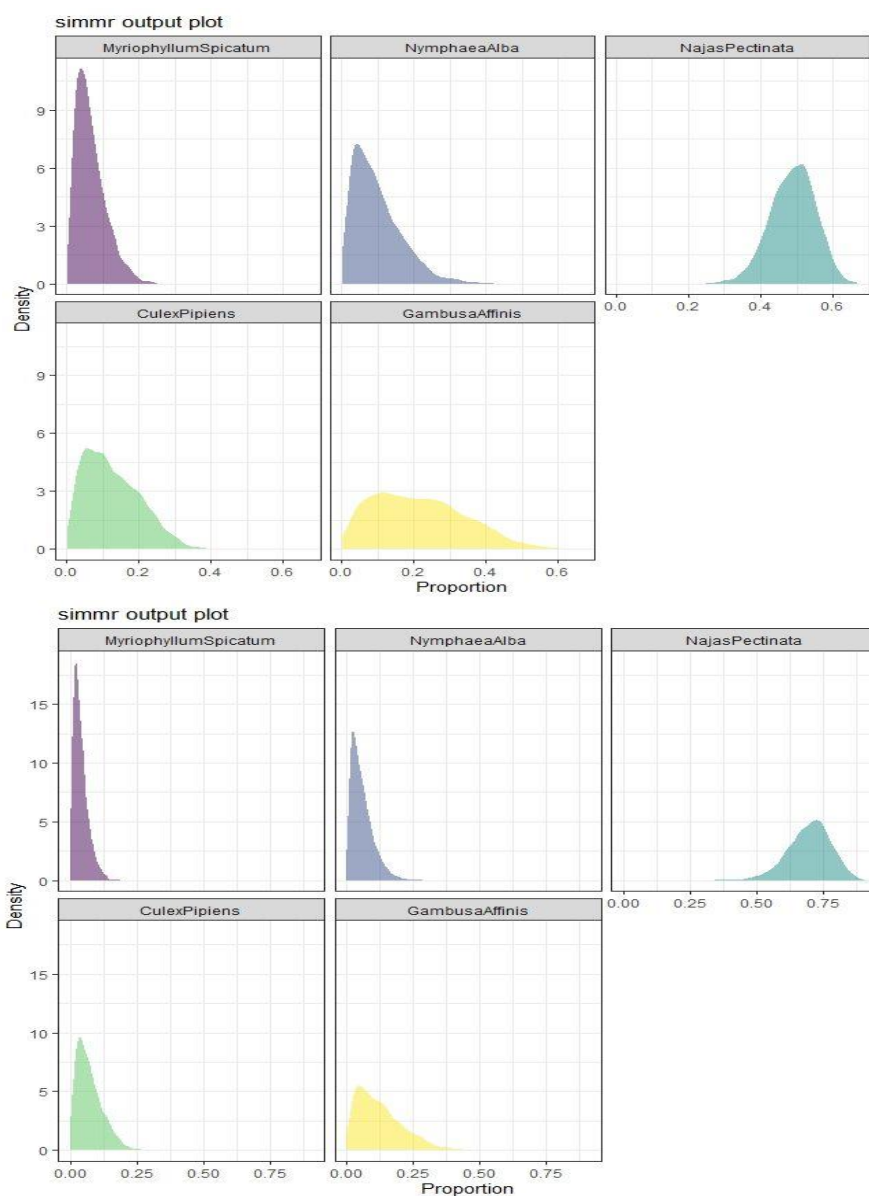 simmr output plot
MyriophyllumSpicatum NymphaeaAlba NajasPectinata
9
6
3
0
0.0 0.2 0.4 0.6
CulexPipiens GambusaAffinis
9
6
3
0
0.0 0.2 0.4 0.6 0.0 0.2 0.4 0.6
Density
Proportion
simmr output plot
MyriophyllumSpicatum NymphaeaAlba NajasPectinata
15
10
5
0
0.00 0.25 0.50 0.75
CulexPipiens GambusaAffinis
15
10
5
0
0.00 0.25 0.50 0.75 0.00 0.25 0.50 0.75
Density
Proportion